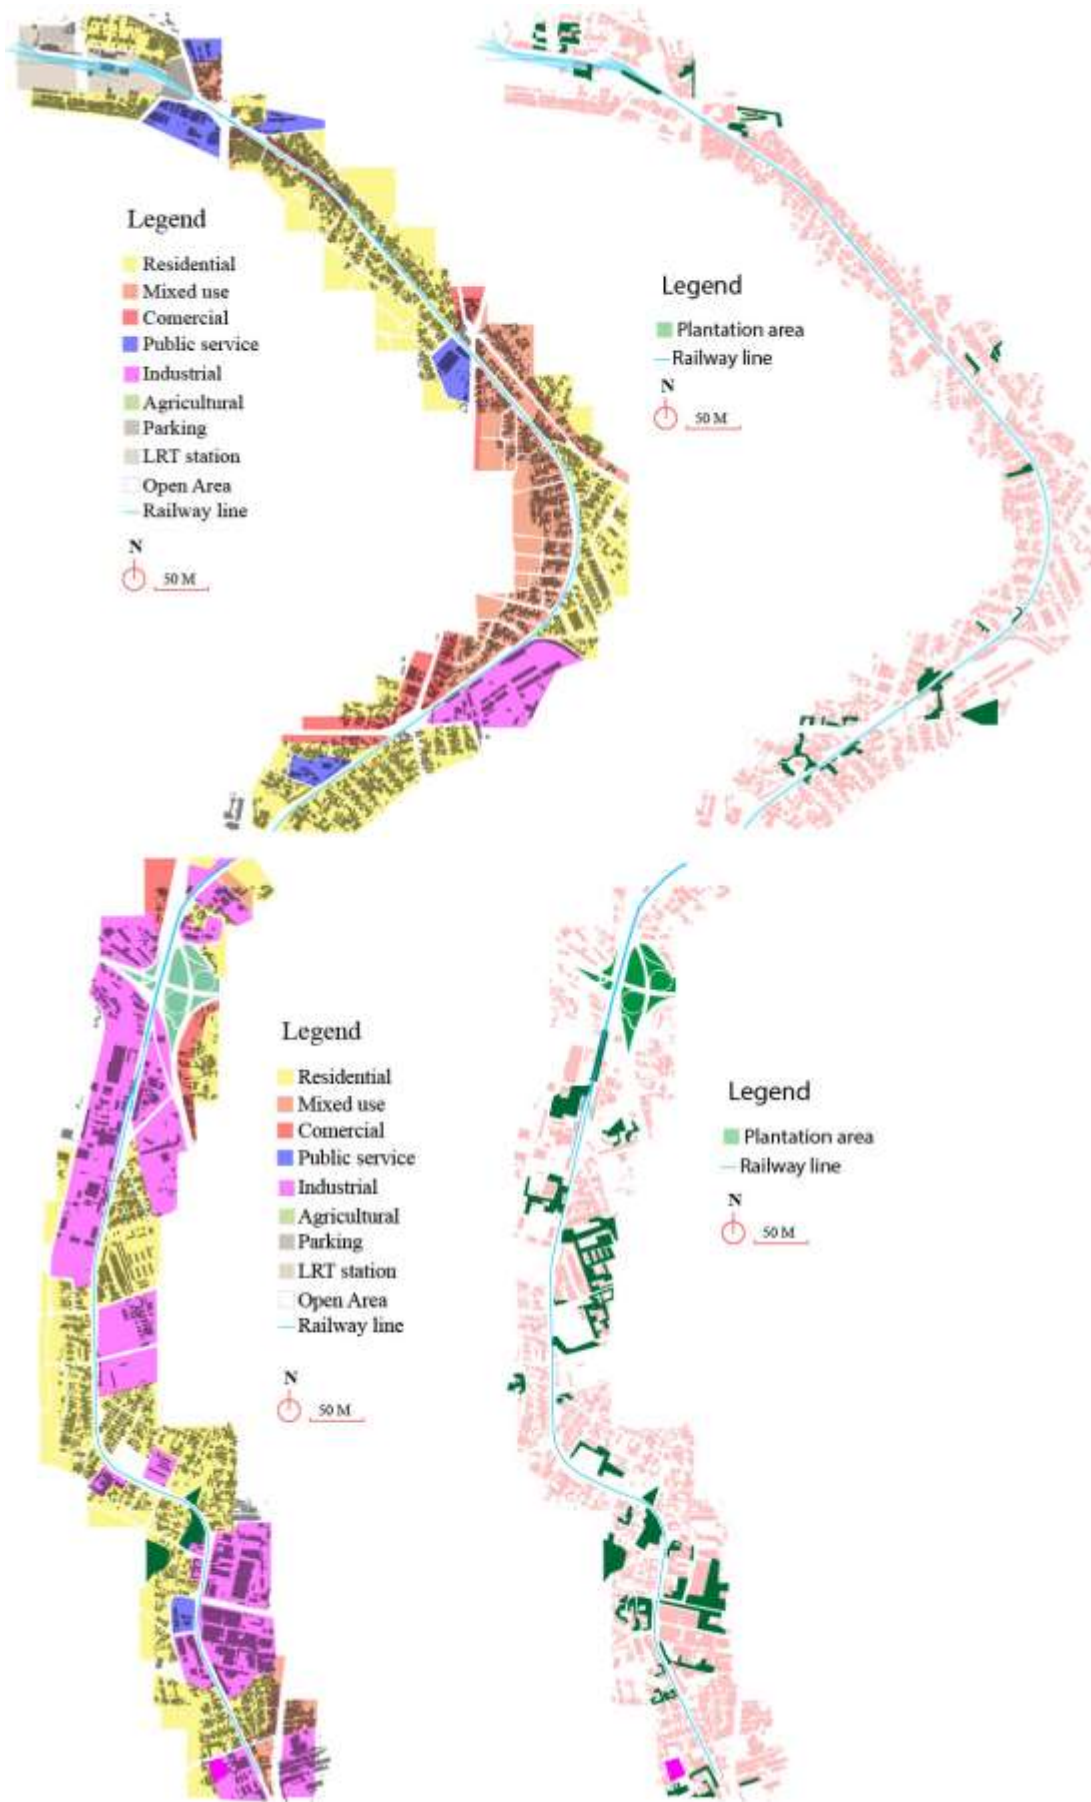 Legend
Residential
Mixed use
Comercial
Public service
Industrial
Agricultural
Parking
LRT station
Open Area
Railway line
N
50 M
Legend
Plantation area
Railway line
N
50 M
Legend
Residential
Mixed use
Comercial
Public service
Industrial
Agricultural
Parking
LRT station
Open Area
Railway line
N
50 M
Legend
Plantation area
Railway line
N
50 M